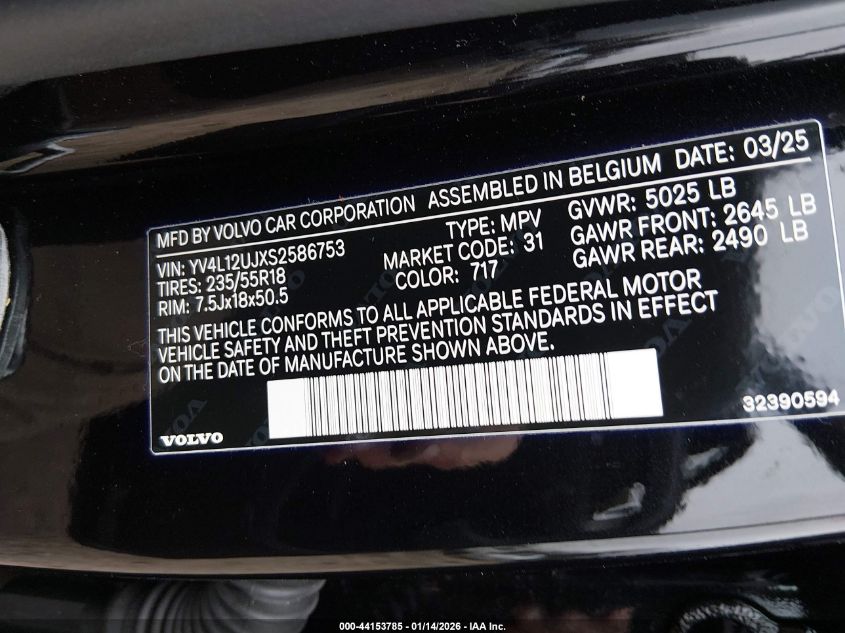 MFD BY VOLVO CAR CORPORATION ASSEMBLED IN BELGIUM DATE: 03/25
VIN: YV4L12UJXS2586753 TYPE: MPV GVWR: 5025 LB
TIRES: 235/55R18 MARKET CODE: 31 GAWR FRONT: 2645 LB
RIM: 7.5Jx18x50.5 COLOR: 717 GAWR REAR: 2490 LB
THIS VEHICLE CONFORMS TO ALL APPLICABLE FEDERAL MOTOR
VEHICLE SAFETY AND THEFT PREVENTION STANDARDS IN EFFECT
ON THE DATE OF MANUFACTURE SHOWN ABOVE.
VOLVO 32390594
000-44153785 - 01/14/2026 - IAA Inc.